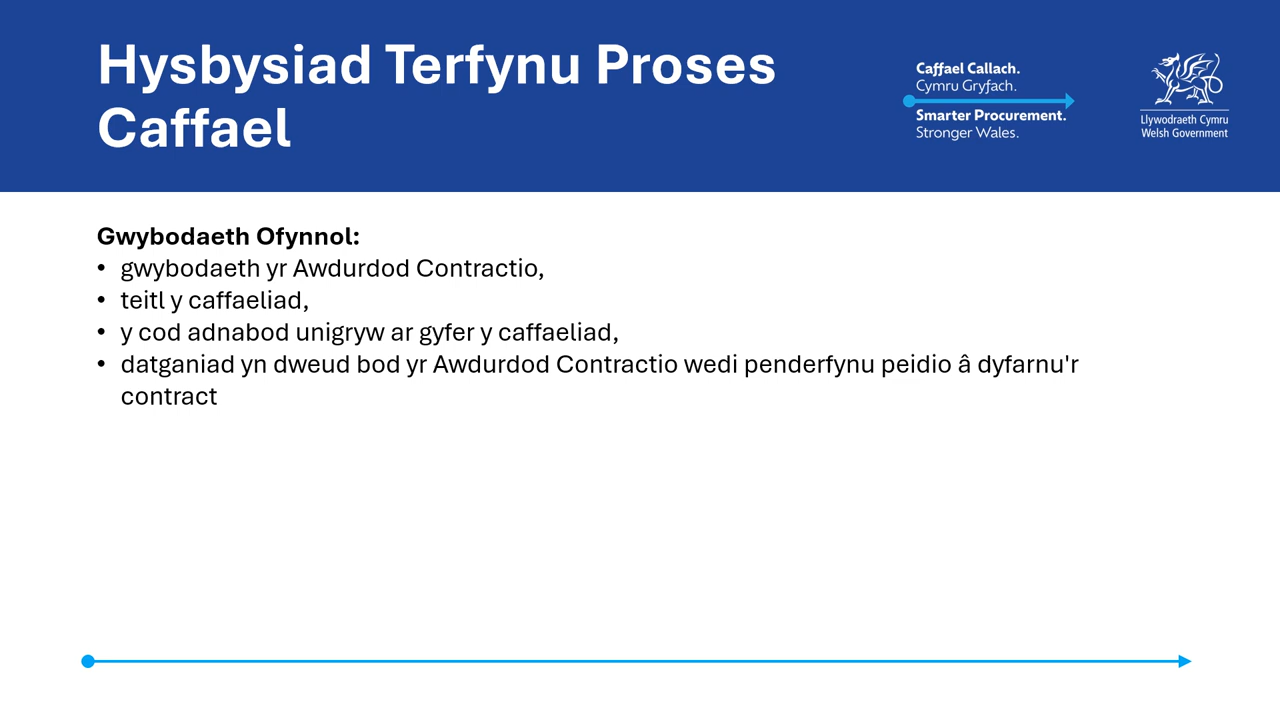 Hysbysiad Terfynu Proses
Caffael
Caffael Callach.
Cymru Gryfach.
Smarter Procurement.
Stronger Wales.
Llywodraeth Cymru
Welsh Government
Gwybodaeth Ofynnol:
• gwybodaeth yr Awdurdod Contractio,
• teitl y caffaeliad,
• y cod adnabod unigryw ar gyfer y caffaeliad,
• datganiad yn dweud bod yr Awdurdod Contractio wedi penderfynu peidio â dyfarnu'r
contract